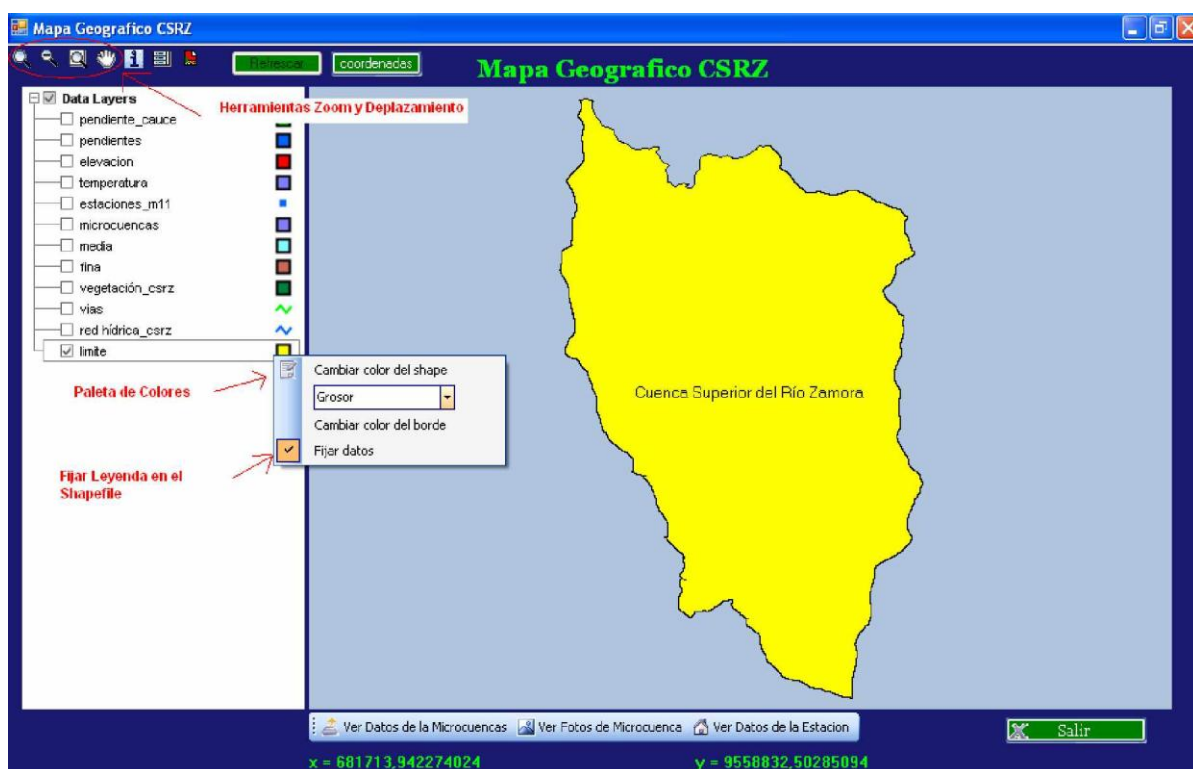 Mapa Geografico CSRZ
Refrescar
coordenadas
Mapa Geografico CSRZ
Herramientas Zoom y Deplazamiento
Data Layers
pendiente_cauce
pendientes
elevacion
temperatura
estaciones_m11
microcuencas
media
fina
vegetación_csrz
vias
red hídrica_csrz
limite
Paleta de Colores
Cambiar color del shape
Grosor
Cambiar color del borde
Fijar datos
Fijar Leyenda en el
Shapefile
Cuenca Superior del Río Zamora
Ver Datos de la Microcuencas
Ver Fotos de Microcuenca
Ver Datos de la Estacion
Salir
x = 681713,942274024
y = 9558832,50285094